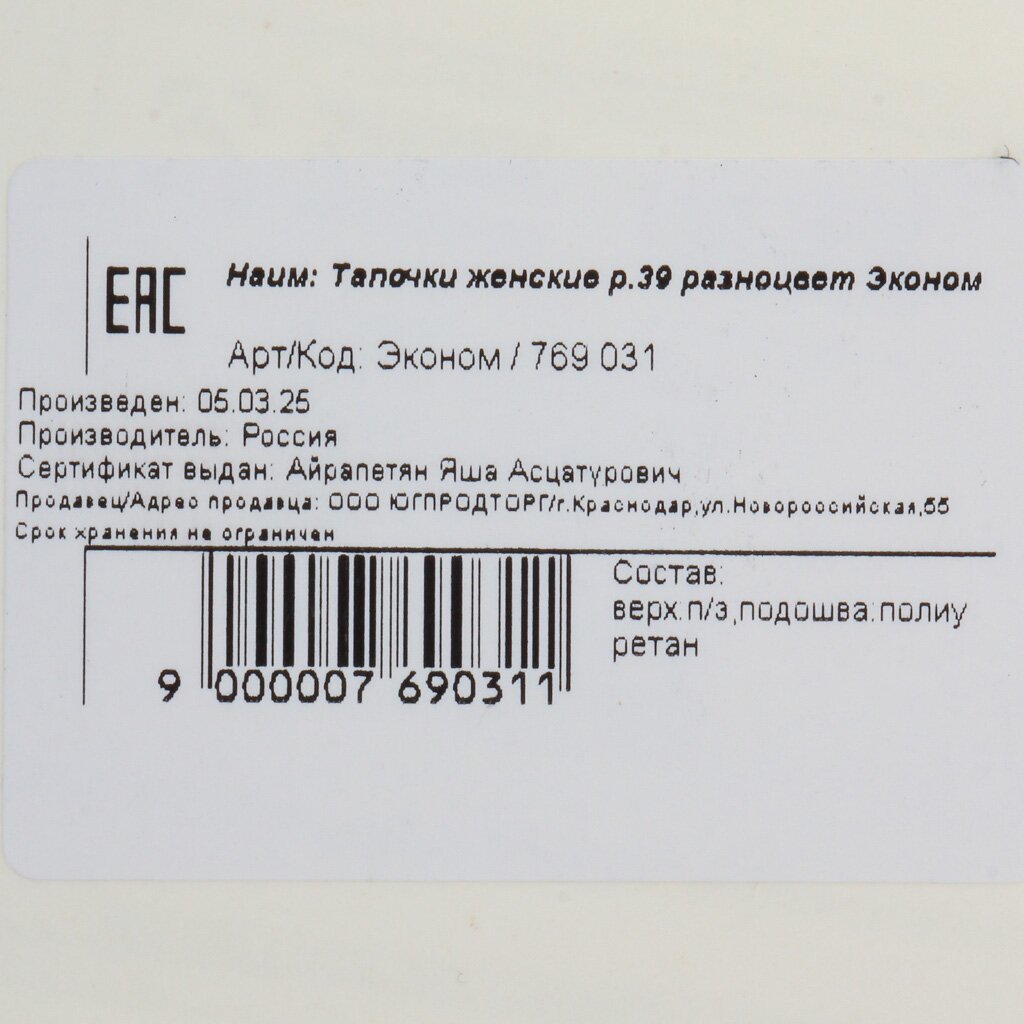 EAC
Наим: Тапочки женские р.39 разноцвет Эконом
Арт/Код: Эконом / 769 031
Произведен: 05.03.25
Производитель: Россия
Сертификат выдан: Айрапетян Яша Асцатурович
Продавец/Адрес продавца: ООО ЮГПРОДТОРГ/г.Краснодар,ул.Новороссийская,55
Срок хранения не ограничен
Состав:
верх:п/э,подошва:полиу
ретан
9 000007 690311